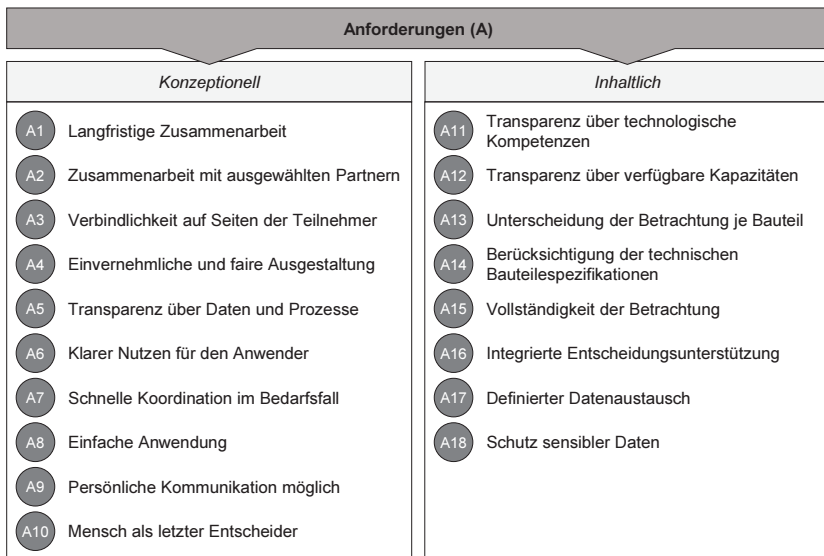 Anforderungen (A)
Konzeptionell
A1 Langfristige Zusammenarbeit
A2 Zusammenarbeit mit ausgewählten Partnern
A3 Verbindlichkeit auf Seiten der Teilnehmer
A4 Einvernehmliche und faire Ausgestaltung
A5 Transparenz über Daten und Prozesse
A6 Klarer Nutzen für den Anwender
A7 Schnelle Koordination im Bedarfsfall
A8 Einfache Anwendung
A9 Persönliche Kommunikation möglich
A10 Mensch als letzter Entscheider
Inhaltlich
A11 Transparenz über technologische
Kompetenzen
A12 Transparenz über verfügbare Kapazitäten
A13 Unterscheidung der Betrachtung je Bauteil
A14 Berücksichtigung der technischen
Bauteilespezifikationen
A15 Vollständigkeit der Betrachtung
A16 Integrierte Entscheidungsunterstützung
A17 Definierter Datenaustausch
A18 Schutz sensibler Daten